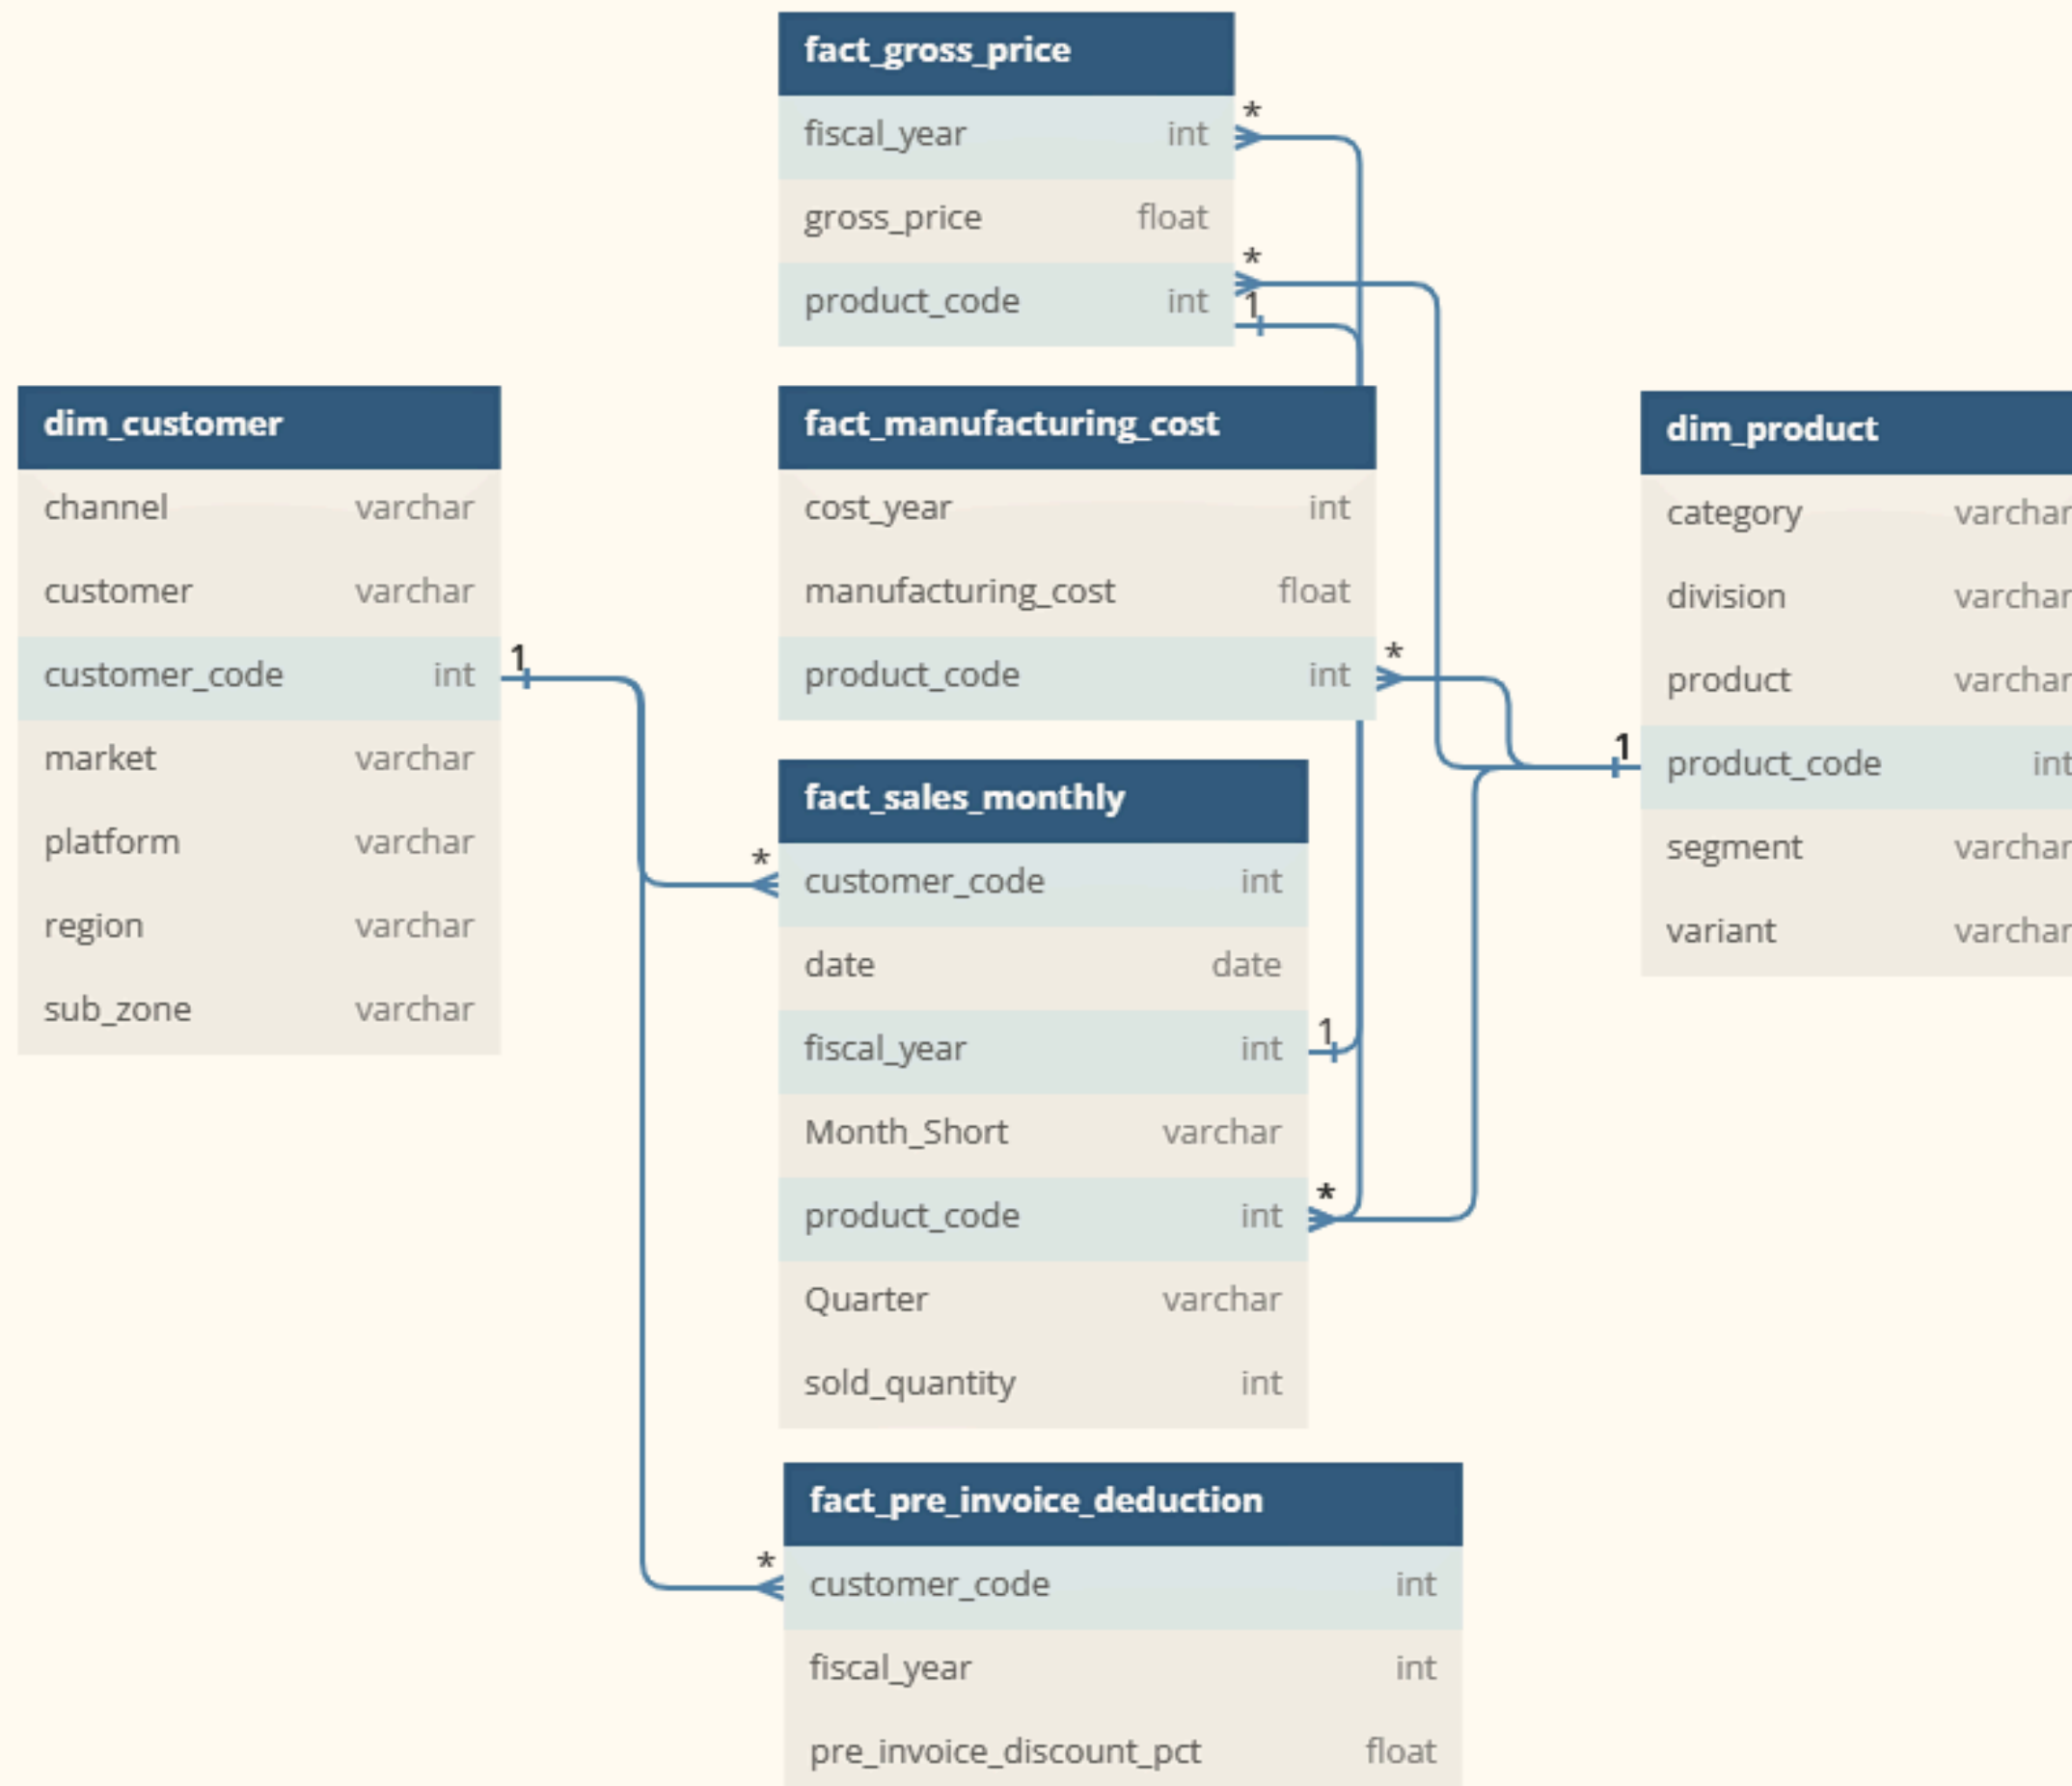 fact_gross_price
fiscal_year int
gross_price float
product_code int
*
*
1
dim_customer
channel varchar
customer varchar
customer_code int
market varchar
platform varchar
region varchar
sub_zone varchar
1
fact_manufacturing_cost
cost_year int
manufacturing_cost float
product_code int
*
dim_product
category varchar
division varchar
product varchar
product_code int
segment varchar
variant varchar
1
fact_sales_monthly
customer_code int
date date
fiscal_year int
Month_Short varchar
product_code int
Quarter varchar
sold_quantity int
*
1
*
fact_pre_invoice_deduction
customer_code int
fiscal_year int
pre_invoice_discount_pct float
*